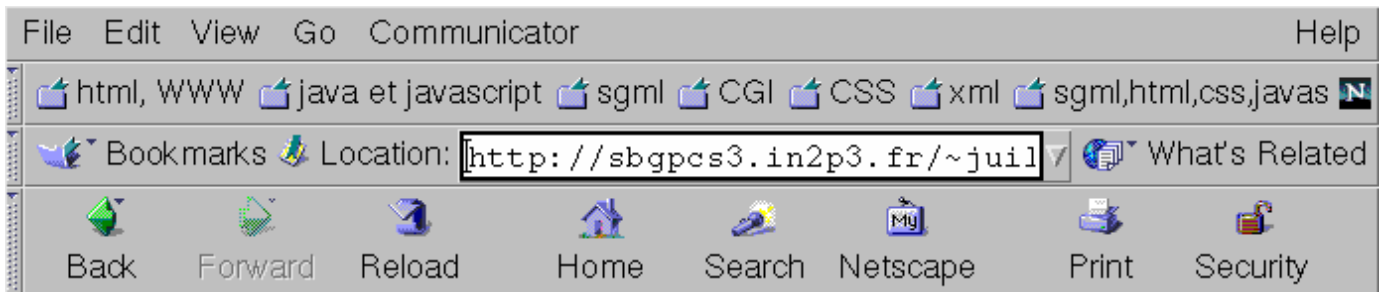 File Edit View Go Communicator Help
html, WWW java et javascript sgml CGI CSS xml sgml,html,css,javas N
Bookmarks Location: http://sbgpcs3.in2p3.fr/~juil What's Related
My
Back Forward Reload Home Search Netscape Print Security